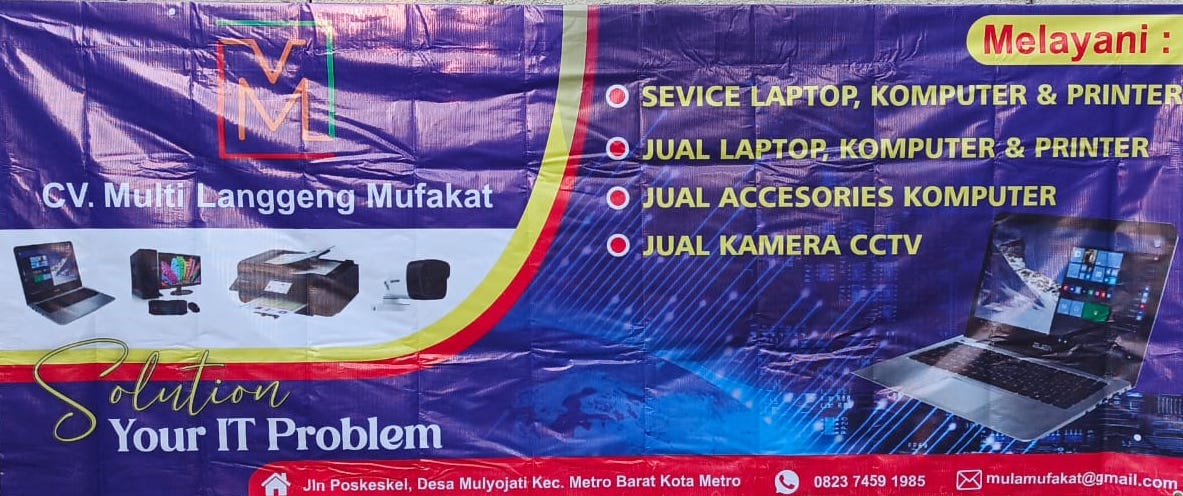 VM
CV. Multi Langgeng Mufakat
Solution
Your IT Problem
Melayani :
SEVICE LAPTOP, KOMPUTER & PRINTER
JUAL LAPTOP, KOMPUTER & PRINTER
JUAL ACCESORIES KOMPUTER
JUAL KAMERA CCTV
Jln Poskeskel, Desa Mulyojati Kec. Metro Barat Kota Metro
0823 7459 1985
mulamufakat@gmail.com